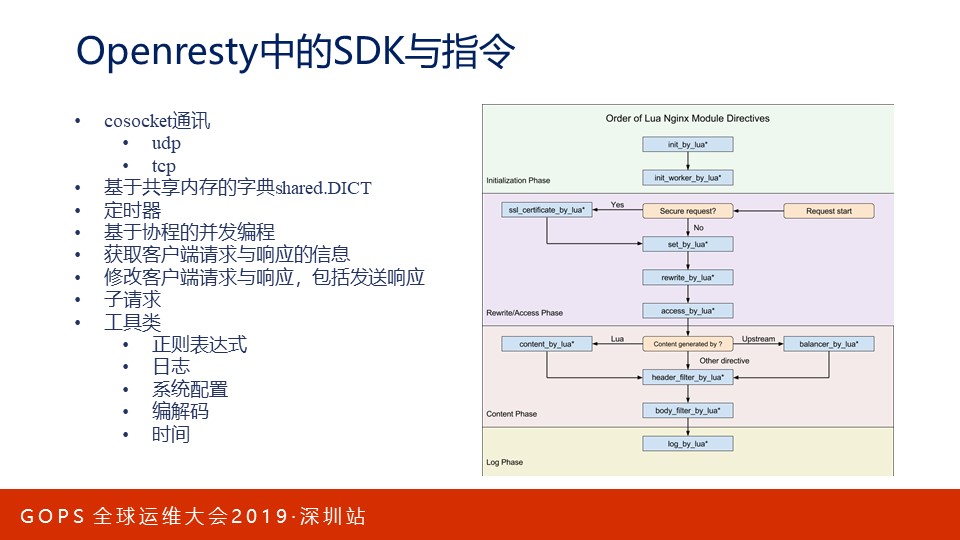 Openresty中的SDK与指令
• cosocket通讯
• udp
• tcp
• 基于共享内存的字典shared.DICT
• 定时器
• 基于协程的并发编程
• 获取客户端请求与响应的信息
• 修改客户端请求与响应，包括发送响应
• 子请求
• 工具类
• 正则表达式
• 日志
• 系统配置
• 编解码
• 时间
Order of Lua Nginx Module Directives
init_by_lua*
init_worker_by_lua*
Initialization Phase
ssl_certificate_by_lua*
Yes
Secure request?
Request start
No
set_by_lua*
rewrite_by_lua*
access_by_lua*
Rewrite/Access Phase
content_by_lua*
Lua
Content generated by ?
Upstream
balancer_by_lua*
Other directive
header_filter_by_lua*
body_filter_by_lua*
Content Phase
log_by_lua*
Log Phase
GOPS 全球运维大会2019·深圳站